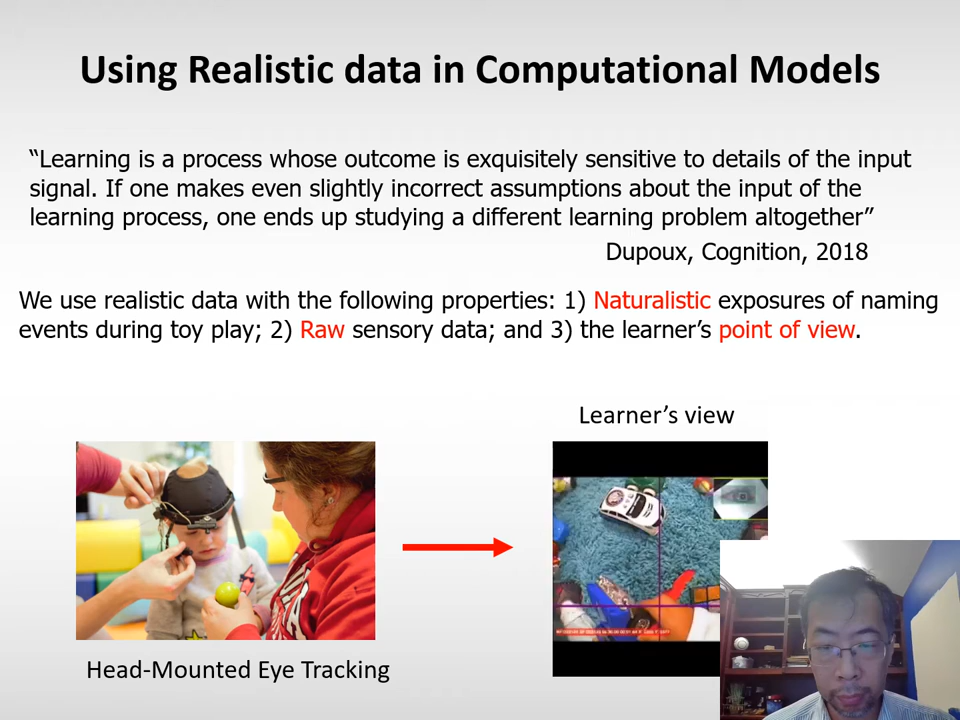 Using Realistic data in Computational Models
“Learning is a process whose outcome is exquisitely sensitive to details of the input
signal. If one makes even slightly incorrect assumptions about the input of the
learning process, one ends up studying a different learning problem altogether”
Dupoux, Cognition, 2018
We use realistic data with the following properties: 1) Naturalistic exposures of naming
events during toy play; 2) Raw sensory data; and 3) the learner’s point of view.
Learner’s view
Head-Mounted Eye Tracking